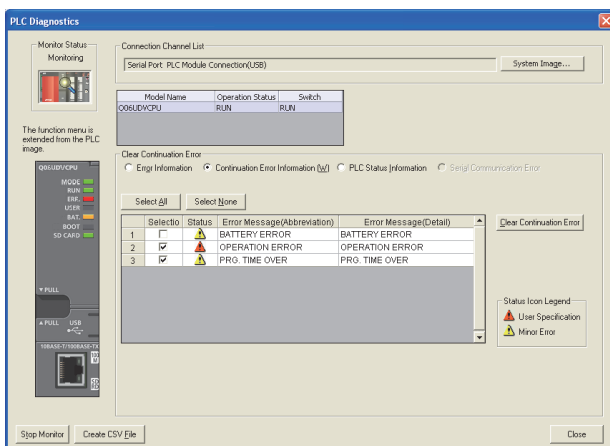 PLC Diagnostics
Monitor Status
Monitoring
Connection Channel List
Serial Port PLC Module Connection(USB)
System Image...
Model Name Operation Status Switch
Q06UDVCPU RUN RUN
The function menu is
extended from the PLC
image.
Q06UDVCPU
MODE
RUN
ERR.
USER
BAT.
BOOT
SD CARD
▼PULL
▲PULL USB
10BASE-T/100BASE-TX
100
M
SD
RD
Clear Continuation Error
Error Information Continuation Error Information (W) PLC Status Information Serial Communication Error
Select All Select None
Selectio Status Error Message(Abbreviation) Error Message(Detail)
1 BATTERY ERROR BATTERY ERROR
2 OPERATION ERROR OPERATION ERROR
3 PRG. TIME OVER PRG. TIME OVER
Clear Continuation Error
Status Icon Legend
User Specification
Minor Error
Stop Monitor Create CSV File Close